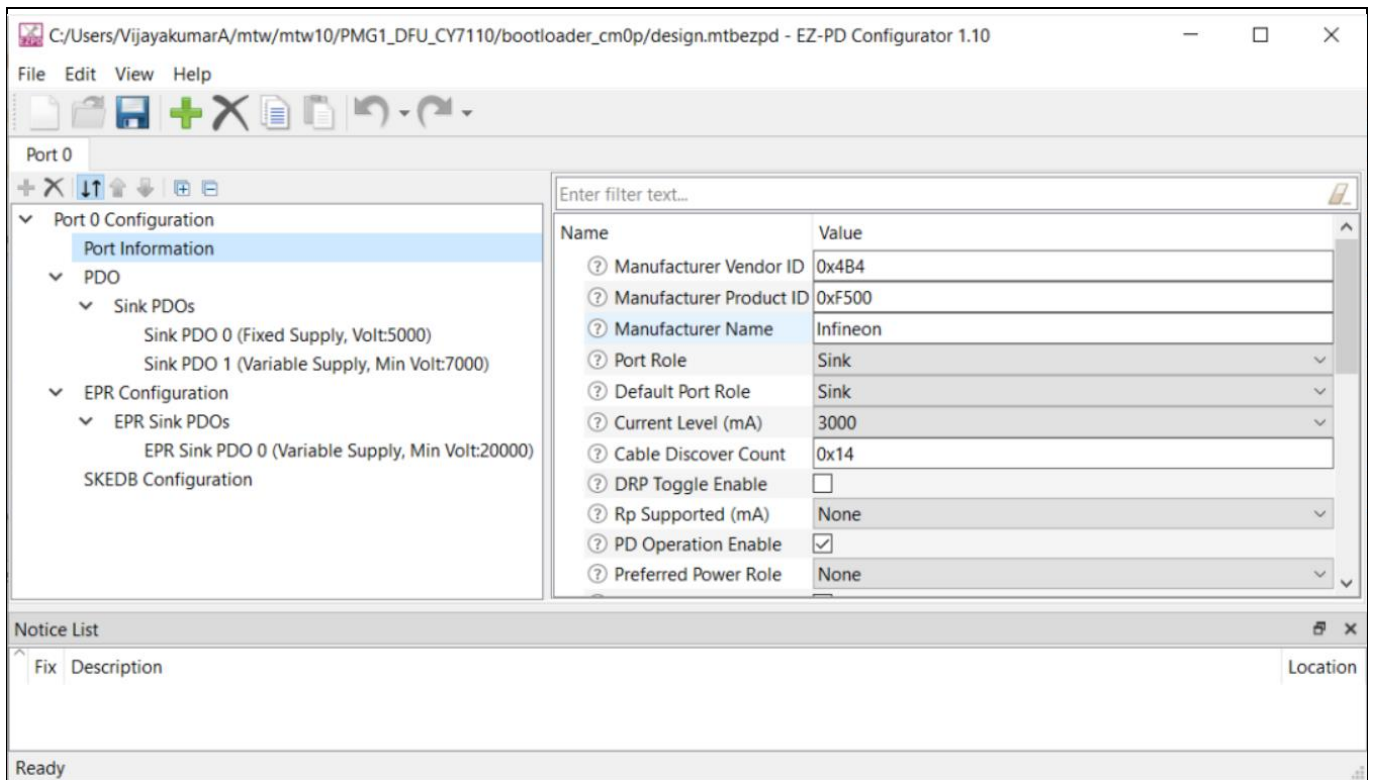 C:/Users/VijayakumarA/mtw/mtw10/PMG1_DFU_CY7110/bootloader_cm0p/design.mtbezpd - EZ-PD Configurator 1.10
File Edit View Help
Port 0
Port 0 Configuration
Port Information
PDO
Sink PDOs
Sink PDO 0 (Fixed Supply, Volt:5000)
Sink PDO 1 (Variable Supply, Min Volt:7000)
EPR Configuration
EPR Sink PDOs
EPR Sink PDO 0 (Variable Supply, Min Volt:20000)
SKEDB Configuration
Enter filter text...
Name Value
Manufacturer Vendor ID 0x4B4
Manufacturer Product ID 0xF500
Manufacturer Name Infineon
Port Role Sink
Default Port Role Sink
Current Level (mA) 3000
Cable Discover Count 0x14
DRP Toggle Enable
Rp Supported (mA) None
PD Operation Enable
Preferred Power Role None
Notice List
Fix Description Location
Ready